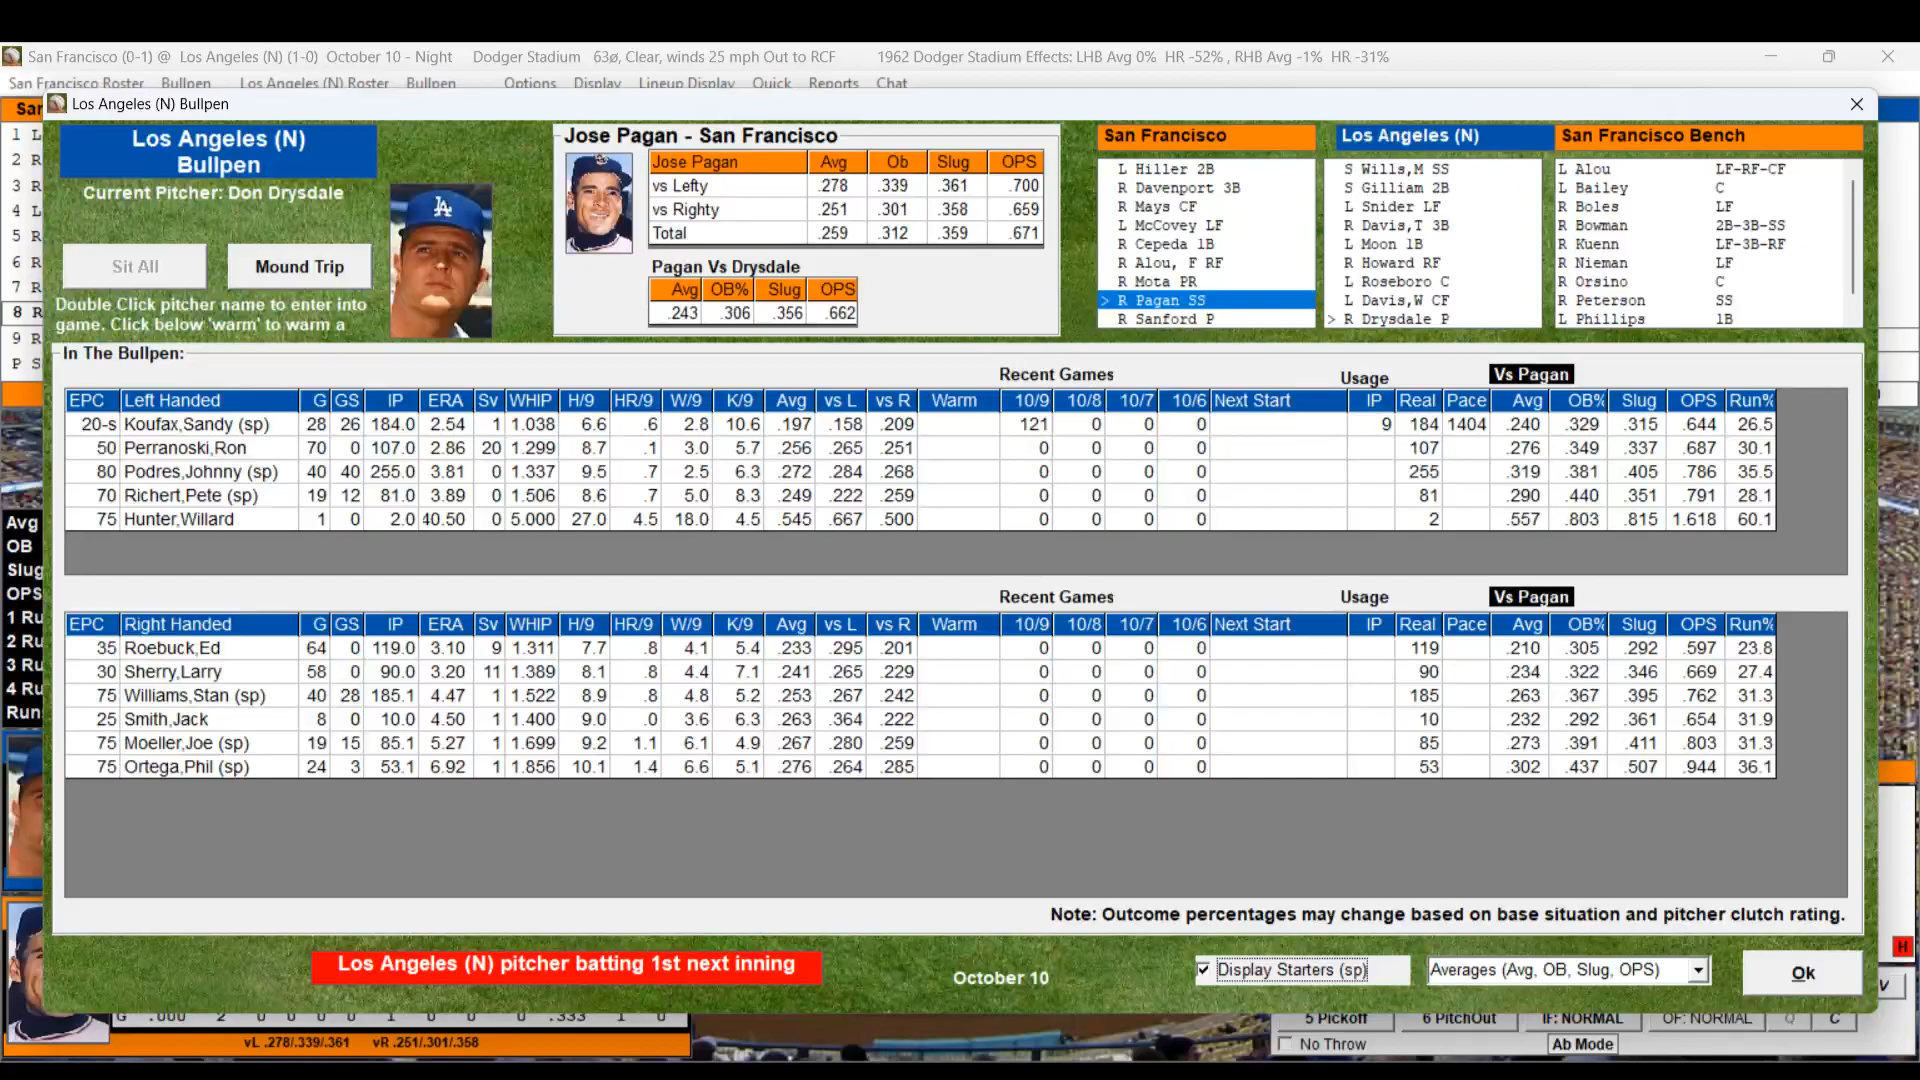 San Francisco (0-1) @ Los Angeles (N) (1-0) October 10 - Night Dodger Stadium 63ø, Clear, winds 25 mph Out to RCF 1962 Dodger Stadium Effects: LHB Avg 0% HR -52% , RHB Avg -1% HR -31%
San Francisco Roster Bullpen Los Angeles (N) Roster Bullpen Options Display Lineup Display Quick Reports Chat
Los Angeles (N) Bullpen
Los Angeles (N)
Bullpen
Current Pitcher: Don Drysdale
Sit All Mound Trip
Double Click pitcher name to enter into
game. Click below 'warm' to warm a
Jose Pagan - San Francisco
Jose Pagan Avg Ob Slug OPS
vs Lefty .278 .339 .361 .700
vs Righty .251 .301 .358 .659
Total .259 .312 .359 .671
Pagan Vs Drysdale
Avg OB% Slug OPS
.243 .306 .356 .662
San Francisco
L Hiller 2B
R Davenport 3B
R Mays CF
L McCovey LF
R Cepeda 1B
R Alou, F RF
R Mota PR
> R Pagan SS
R Sanford P
Los Angeles (N)
S Wills,M SS
S Gilliam 2B
L Snider LF
R Davis,T 3B
L Moon 1B
R Howard RF
L Roseboro C
L Davis,W CF
> R Drysdale P
San Francisco Bench
L Alou LF-RF-CF
L Bailey C
R Boles LF
R Bowman 2B-3B-SS
R Kuenn LF-3B-RF
R Nieman LF
R Orsino C
R Peterson SS
L Phillips 1B
In The Bullpen:
Recent Games Usage Vs Pagan
EPC Left Handed G GS IP ERA Sv WHIP H/9 HR/9 W/9 K/9 Avg vs L vs R Warm 10/9 10/8 10/7 10/6 Next Start IP Real Pace Avg OB% Slug OPS Run%
20-s Koufax,Sandy (sp) 28 26 184.0 2.54 1 1.038 6.6 .6 2.8 10.6 .197 .158 .209 121 0 0 0 9 184 1404 .240 .329 .315 .644 26.5
50 Perranoski,Ron 70 0 107.0 2.86 20 1.299 8.7 .1 3.0 5.7 .256 .265 .251 0 0 0 0 107 .276 .349 .337 .687 30.1
80 Podres,Johnny (sp) 40 40 255.0 3.81 0 1.337 9.5 .7 2.5 6.3 .272 .284 .268 0 0 0 0 255 .319 .381 .405 .786 35.5
70 Richert,Pete (sp) 19 12 81.0 3.89 0 1.506 8.6 .7 5.0 8.3 .249 .222 .259 0 0 0 0 81 .290 .440 .351 .791 28.1
75 Hunter,Willard 1 0 2.0 40.50 0 5.000 27.0 4.5 18.0 4.5 .545 .667 .500 0 0 0 0 2 .557 .803 .815 1.618 60.1
Recent Games Usage Vs Pagan
EPC Right Handed G GS IP ERA Sv WHIP H/9 HR/9 W/9 K/9 Avg vs L vs R Warm 10/9 10/8 10/7 10/6 Next Start IP Real Pace Avg OB% Slug OPS Run%
35 Roebuck,Ed 64 0 119.0 3.10 9 1.311 7.7 .8 4.1 5.4 .233 .295 .201 0 0 0 0 119 .210 .305 .292 .597 23.8
30 Sherry,Larry 58 0 90.0 3.20 11 1.389 8.1 .8 4.4 7.1 .241 .265 .229 0 0 0 0 90 .234 .322 .346 .669 27.4
75 Williams,Stan (sp) 40 28 185.1 4.47 1 1.522 8.9 .8 4.8 5.2 .253 .267 .242 0 0 0 0 185 .263 .367 .395 .762 31.3
25 Smith,Jack 8 0 10.0 4.50 1 1.400 9.0 .0 3.6 6.3 .263 .364 .222 0 0 0 0 10 .232 .292 .361 .654 31.9
75 Moeller,Joe (sp) 19 15 85.1 5.27 1 1.699 9.2 1.1 6.1 4.9 .267 .280 .259 0 0 0 0 85 .273 .391 .411 .803 31.3
75 Ortega,Phil (sp) 24 3 53.1 6.92 1 1.856 10.1 1.4 6.6 5.1 .276 .264 .285 0 0 0 0 53 .302 .437 .507 .944 36.1
Note: Outcome percentages may change based on base situation and pitcher clutch rating.
Los Angeles (N) pitcher batting 1st next inning
October 10
Display Starters (sp)
Averages (Avg, OB, Slug, OPS)
Ok
San
1 L
2 R
3 R
4 L
5 R
6 R
7 R
8 R
9 R
P S
Avg
OB
Slug
OPS
1 Ru
2 Ru
3 Ru
4 Ru
Run
H
vL .278/.339/.361 vR .251/.301/.358
5 Pickoff 6 PitchOut IF: NORMAL OF: NORMAL Q C
No Throw Ab Mode